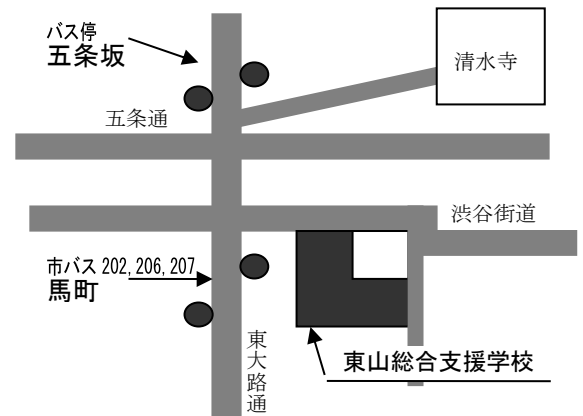 バス停
五条坂
清水寺
五条通
渋谷街道
市バス 202, 206, 207
馬町
東大路通
東山総合支援学校